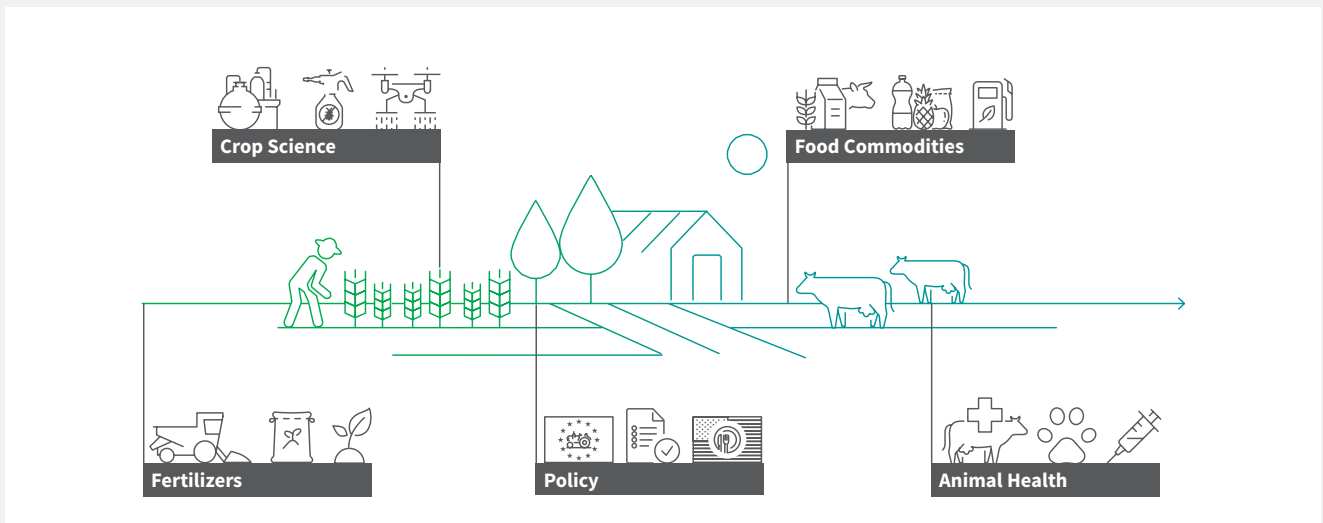 Crop Science
Food Commodities
Fertilizers
Policy
Animal Health